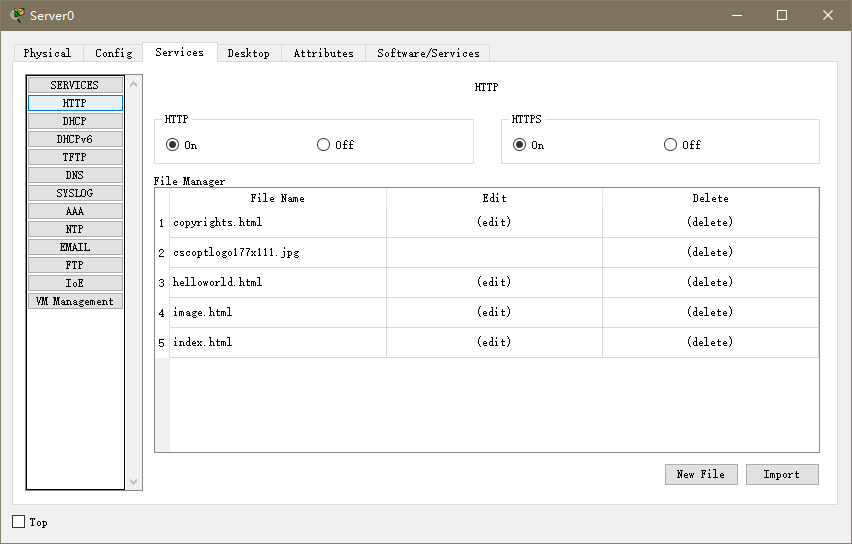 Server0
Physical Config Services Desktop Attributes Software/Services
SERVICES
HTTP
DHCP
DHCPv6
TFTP
DNS
SYSLOG
AAA
NTP
EMAIL
FTP
IoE
VM Management
HTTP
HTTP
On Off
HTTPS
On Off
File Manager
File Name Edit Delete
1 copyrights.html (edit) (delete)
2 cscoptlogo177x111.jpg (delete)
3 helloworld.html (edit) (delete)
4 image.html (edit) (delete)
5 index.html (edit) (delete)
New File Import
Top